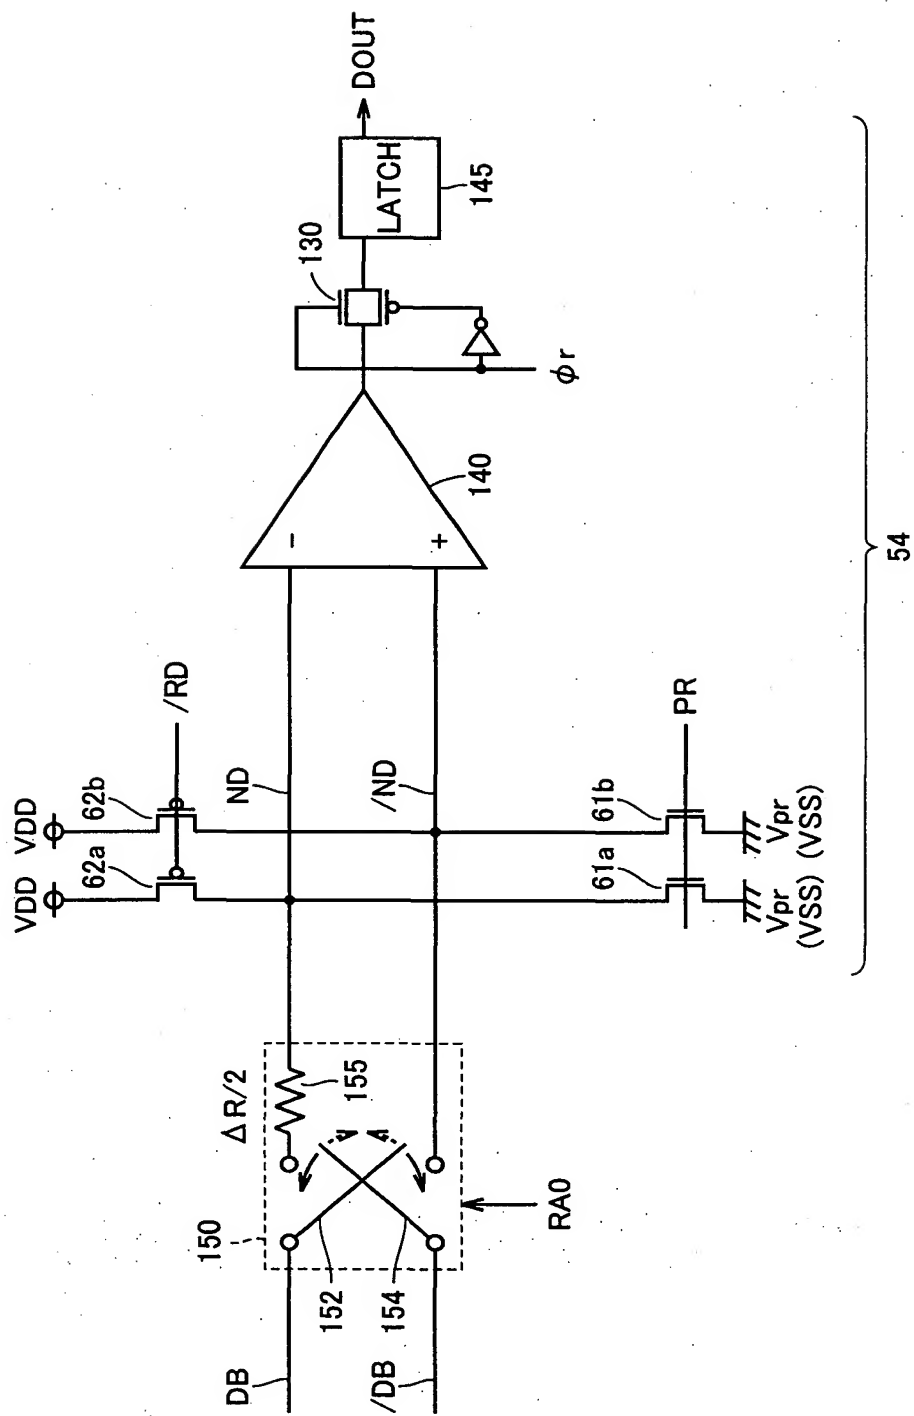 DB
/DB
150
152
154
ΔR/2
155
RA0
VDD
VDD
62a
62b
/RD
ND
/ND
61a
61b
PR
Vpr
(VSS)
Vpr
(VSS)
-
+
140
130
φr
LATCH
145
DOUT
54